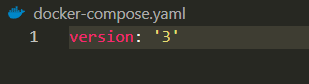 docker-compose.yaml
1 version: '3'